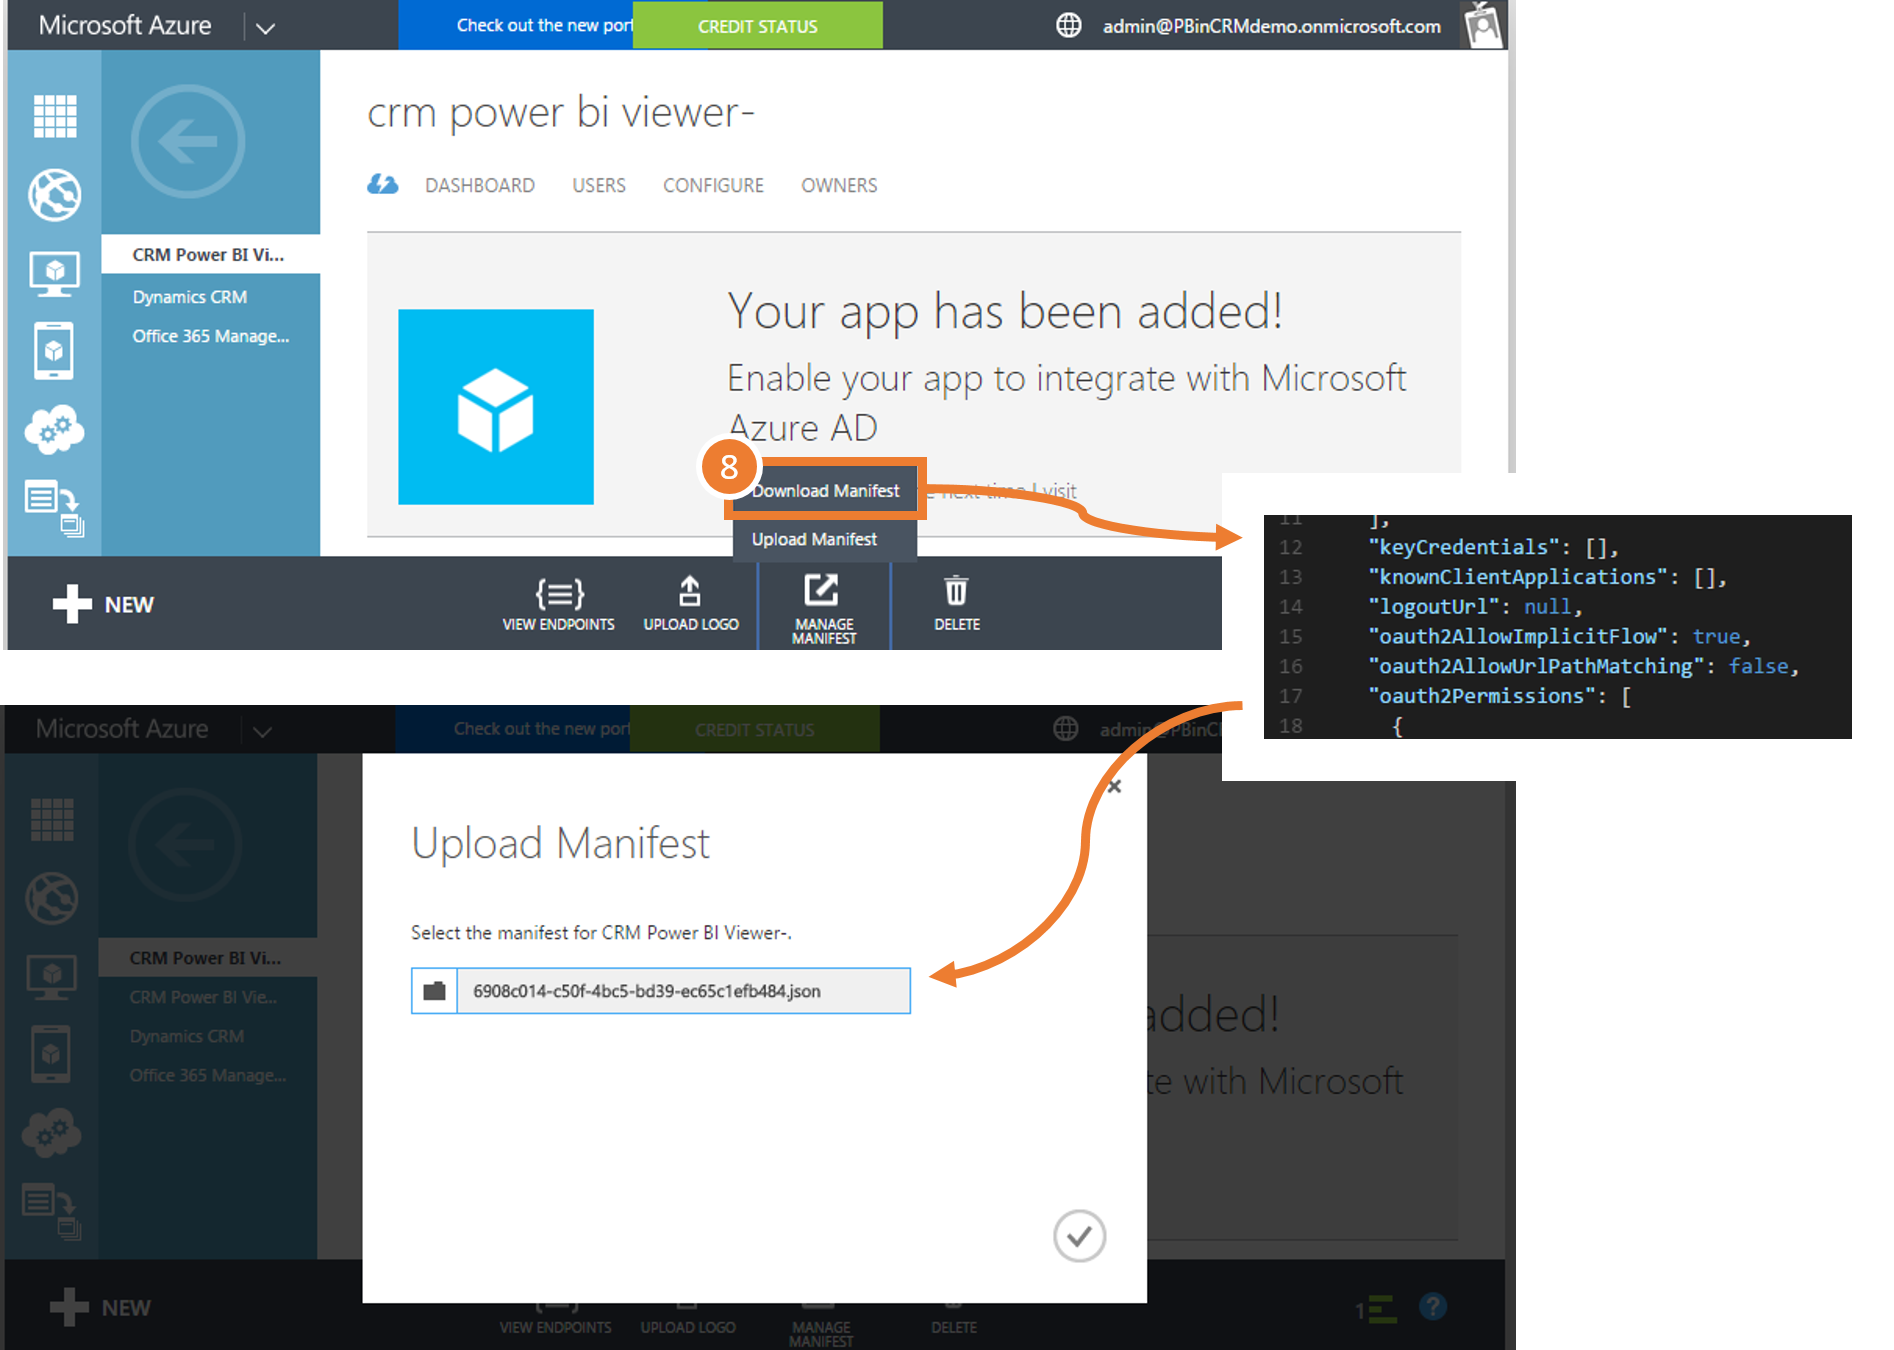 Microsoft Azure
Check out the new port
CREDIT STATUS
admin@PBinCRMdemo.onmicrosoft.com
crm power bi viewer-
DASHBOARD USERS CONFIGURE OWNERS
CRM Power BI Vi...
Dynamics CRM
Office 365 Manage...
Your app has been added!
Enable your app to integrate with Microsoft
Azure AD
8
Download Manifest
next time I visit
Upload Manifest
NEW
VIEW ENDPOINTS
UPLOAD LOGO
MANAGE
MANIFEST
DELETE
11 ],
12 "keyCredentials": [],
13 "knownClientApplications": [],
14 "logoutUrl": null,
15 "oauth2AllowImplicitFlow": true,
16 "oauth2AllowUrlPathMatching": false,
17 "oauth2Permissions": [
18 {
Microsoft Azure
Check out the new port
CREDIT STATUS
admin@PBinC
Upload Manifest
Select the manifest for CRM Power BI Viewer-.
6908c014-c50f-4bc5-bd39-ec65c1efb484.json
CRM Power BI Vi...
CRM Power BI Vie...
Dynamics CRM
Office 365 Manage...
added!
te with Microsoft
NEW
VIEW ENDPOINTS
UPLOAD LOGO
MANAGE
MANIFEST
DELETE
1
?